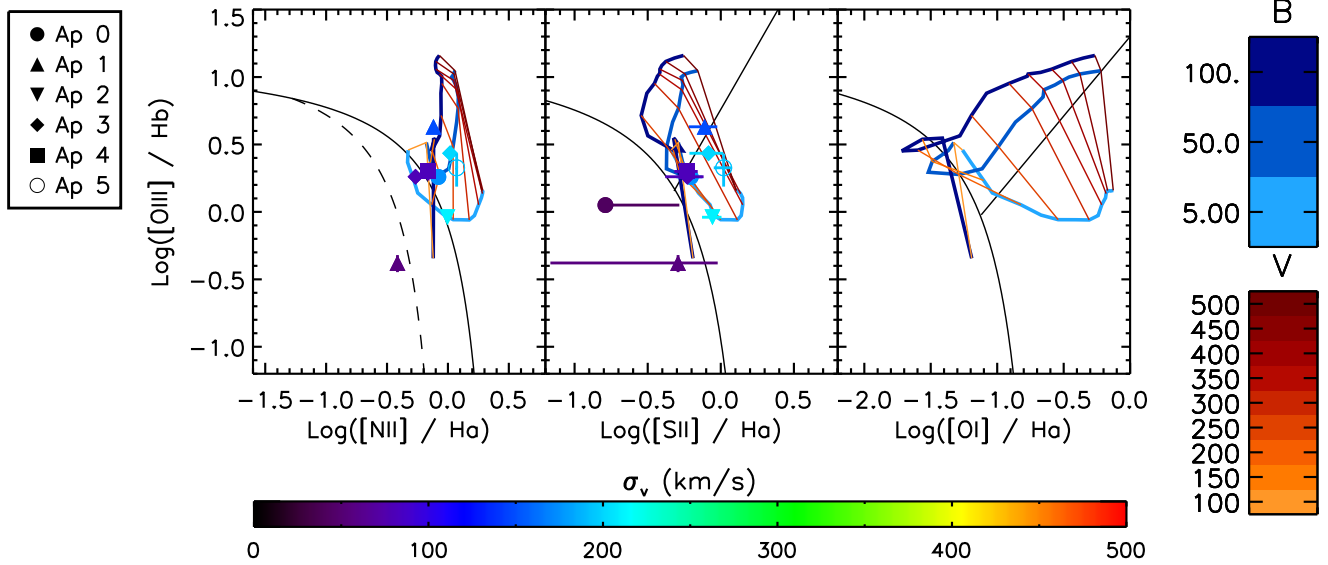 Ap 0
Ap 1
Ap 2
Ap 3
Ap 4
Ap 5
Log([OIII] / Hb)
1.5
1.0
0.5
0.0
−0.5
−1.0
−1.5 −1.0 −0.5 0.0 0.5
Log([NII] / Ha)
−1.0 −0.5 0.0 0.5
Log([SII] / Ha)
−2.0 −1.5 −1.0 −0.5 0.0
Log([OI] / Ha)
B
100.
50.0
5.00
V
500
450
400
350
300
250
200
150
100
σv (km/s)
0 100 200 300 400 500